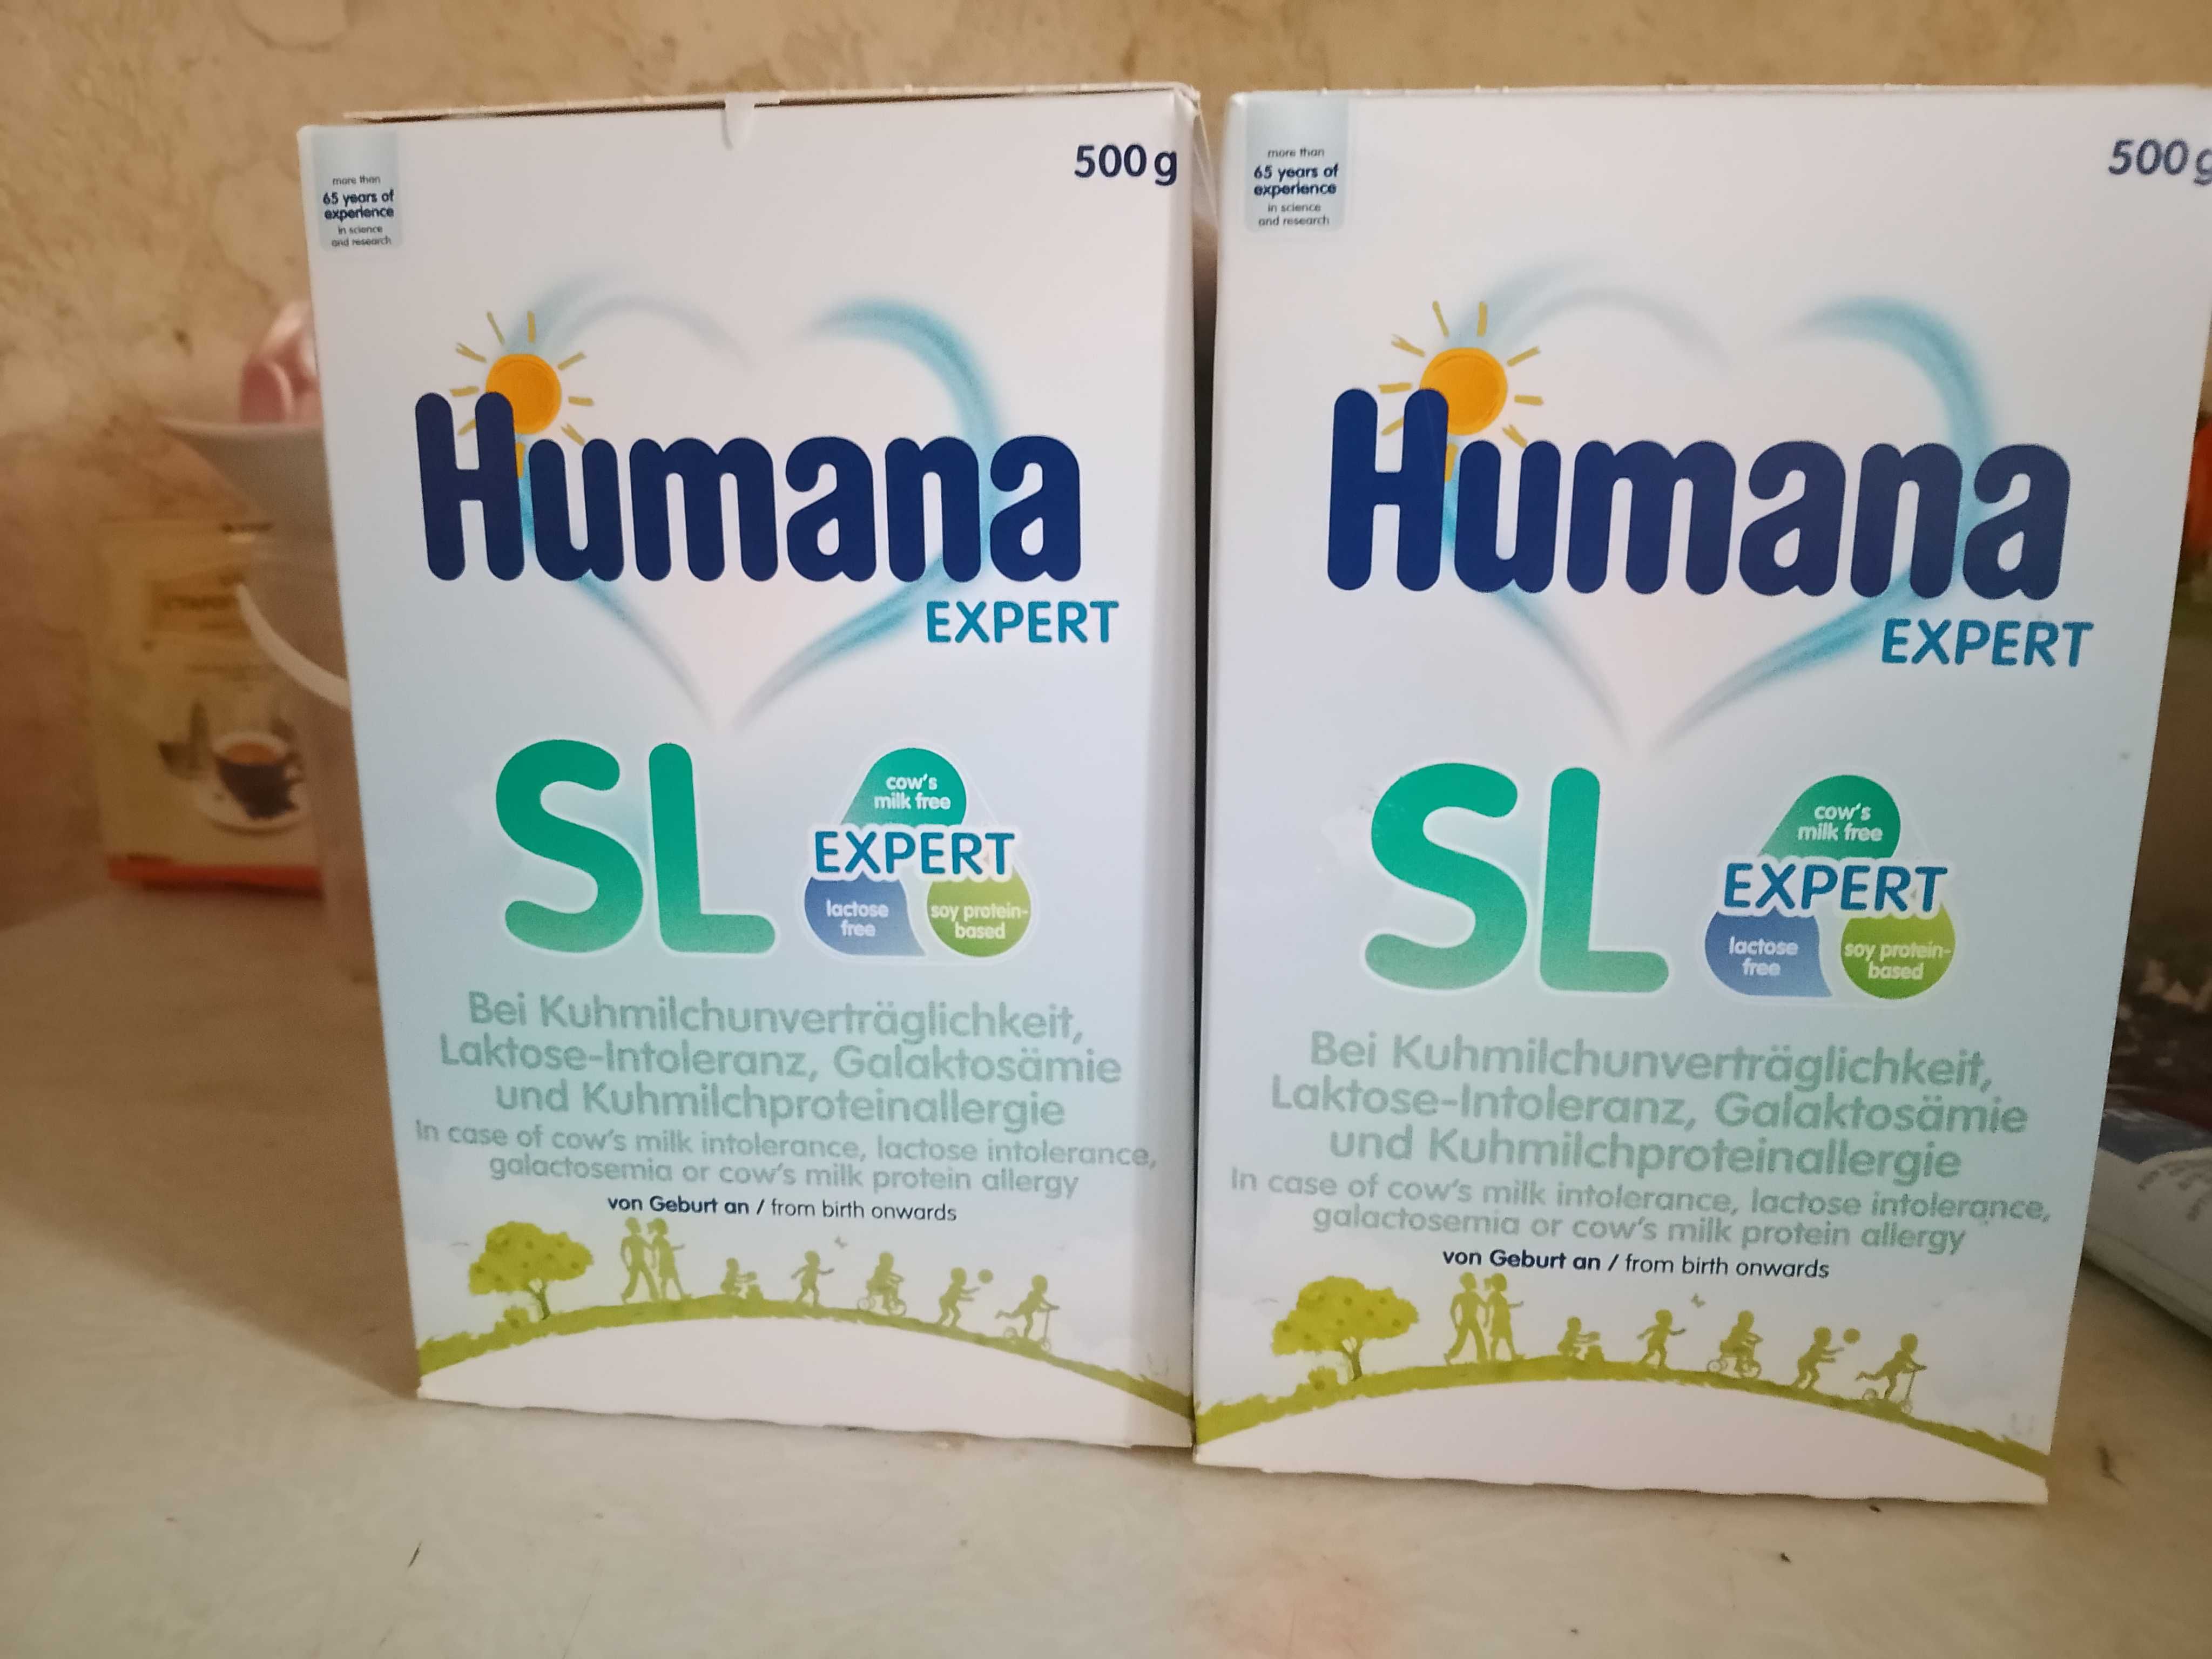 more than
65 years of
experience
in science
and research
500 g
Humana
EXPERT
SL
cow's
milk free
EXPERT
lactose
free
soy protein-
based
Bei Kuhmilchunverträglichkeit,
Laktose-Intoleranz, Galaktosämie
und Kuhmilchproteinallergie
In case of cow's milk intolerance, lactose intolerance,
galactosemia or cow's milk protein allergy
von Geburt an / from birth onwards
more than
65 years of
experience
in science
and research
500 g
Humana
EXPERT
SL
cow's
milk free
EXPERT
lactose
free
soy protein-
based
Bei Kuhmilchunverträglichkeit,
Laktose-Intoleranz, Galaktosämie
und Kuhmilchproteinallergie
In case of cow's milk intolerance, lactose intolerance,
galactosemia or cow's milk protein allergy
von Geburt an / from birth onwards